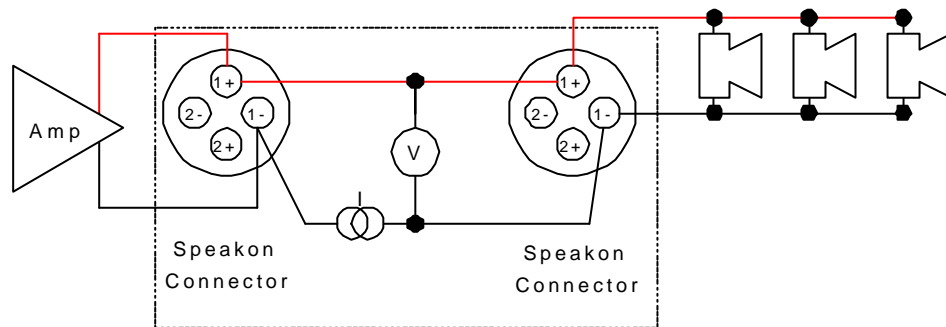 1+
1+
2-
1-
2-
1-
Amp
V
2+
2+
I
Speakon
Connector
Speakon
Connector